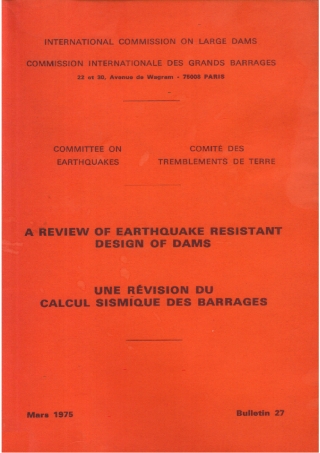 INTERNATIONAL COMMISSION ON LARGE DAMS
COMMISSION INTERNATIONALE DES GRANDS BARRAGES
22 et 30, Avenue de Wagram - 75008 PARIS
COMMITTEE ON
EARTHQUAKES
COMITÉ DES
TREMBLEMENTS DE TERRE
A REVIEW OF EARTHQUAKE RESISTANT
DESIGN OF DAMS
UNE RÉVISION DU
CALCUL SISMIQUE DES BARRAGES
Mars 1975
Bulletin 27